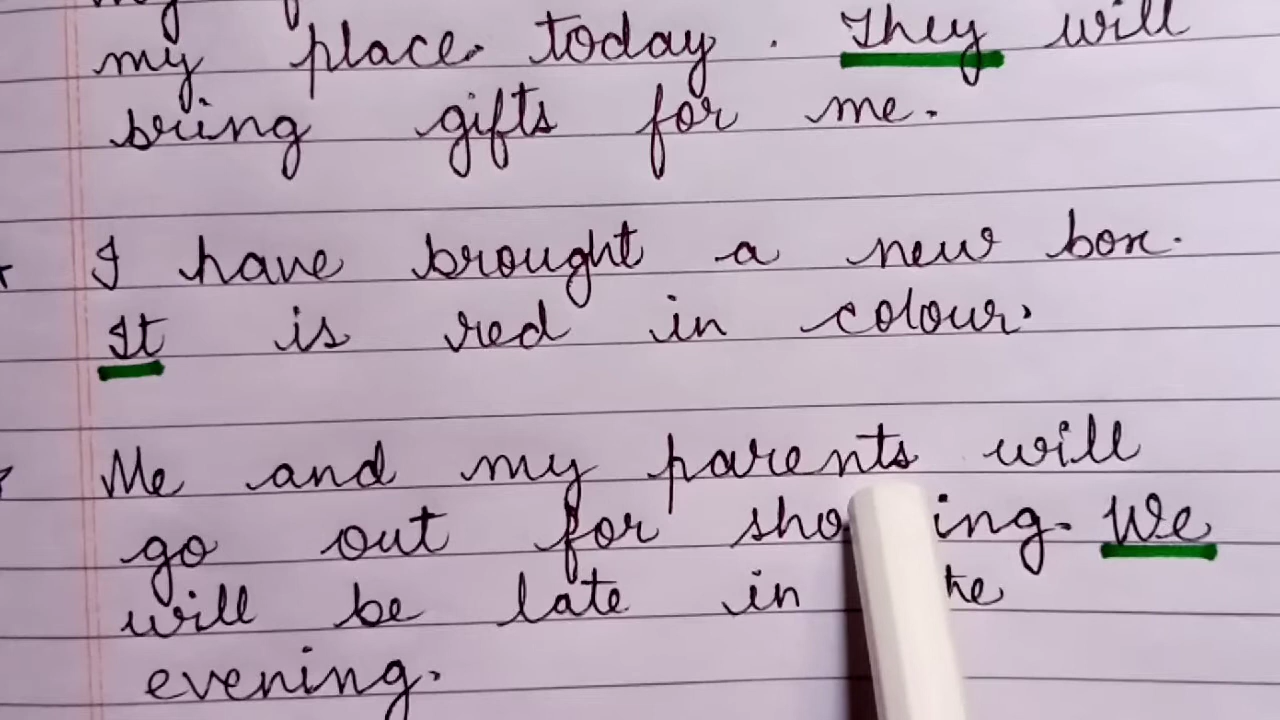 my place today. They will
bring gifts for me.
I have brought a new box.
It is red in colour.
Me and my parents will
go out for We
will be late in
evening.